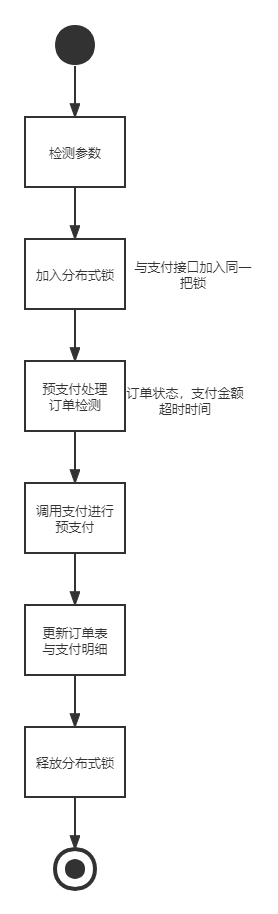 检测参数
加入分布式锁
与支付接口加入同一
把锁
预支付处理
订单检测
订单状态，支付金额
超时时间
调用支付进行
预支付
更新订单表
与支付明细
释放分布式锁